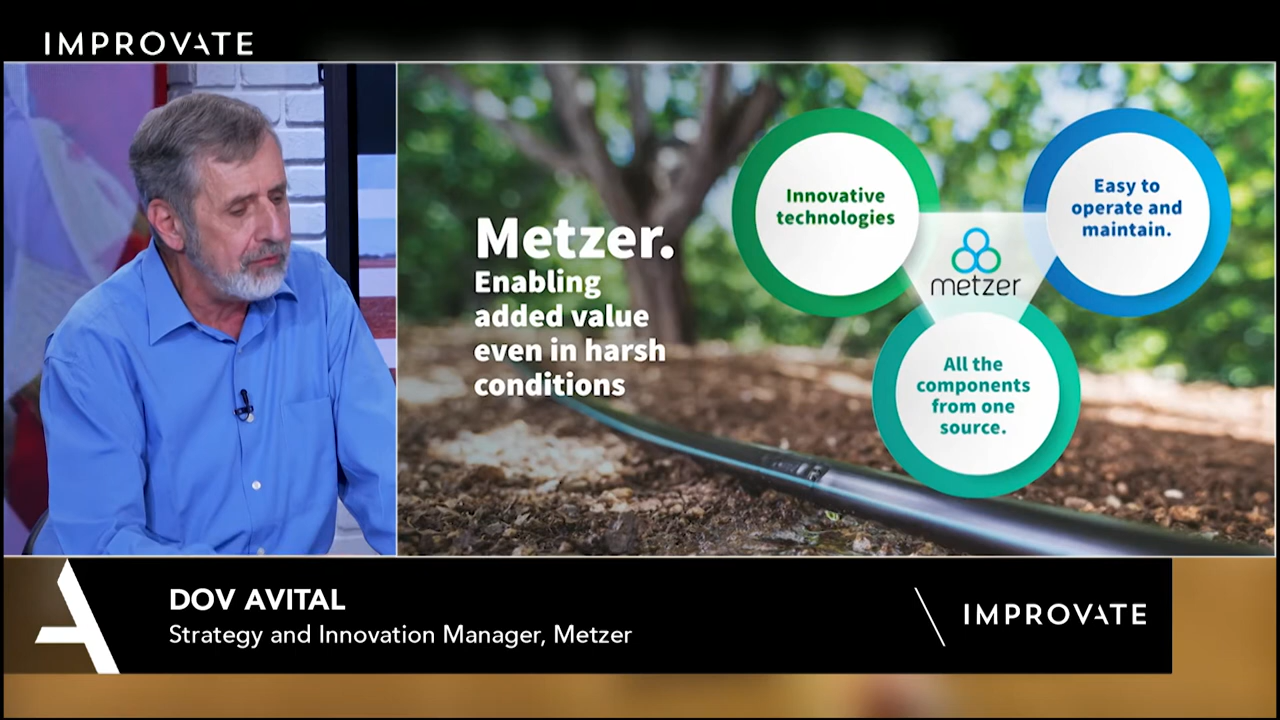 IMPROVATE
Metzer.
Enabling
added value
even in harsh
conditions
Innovative
technologies
Easy to
operate and
maintain.
metzer
All the
components
from one
source.
DOV AVITAL
Strategy and Innovation Manager, Metzer
IMPROVATE